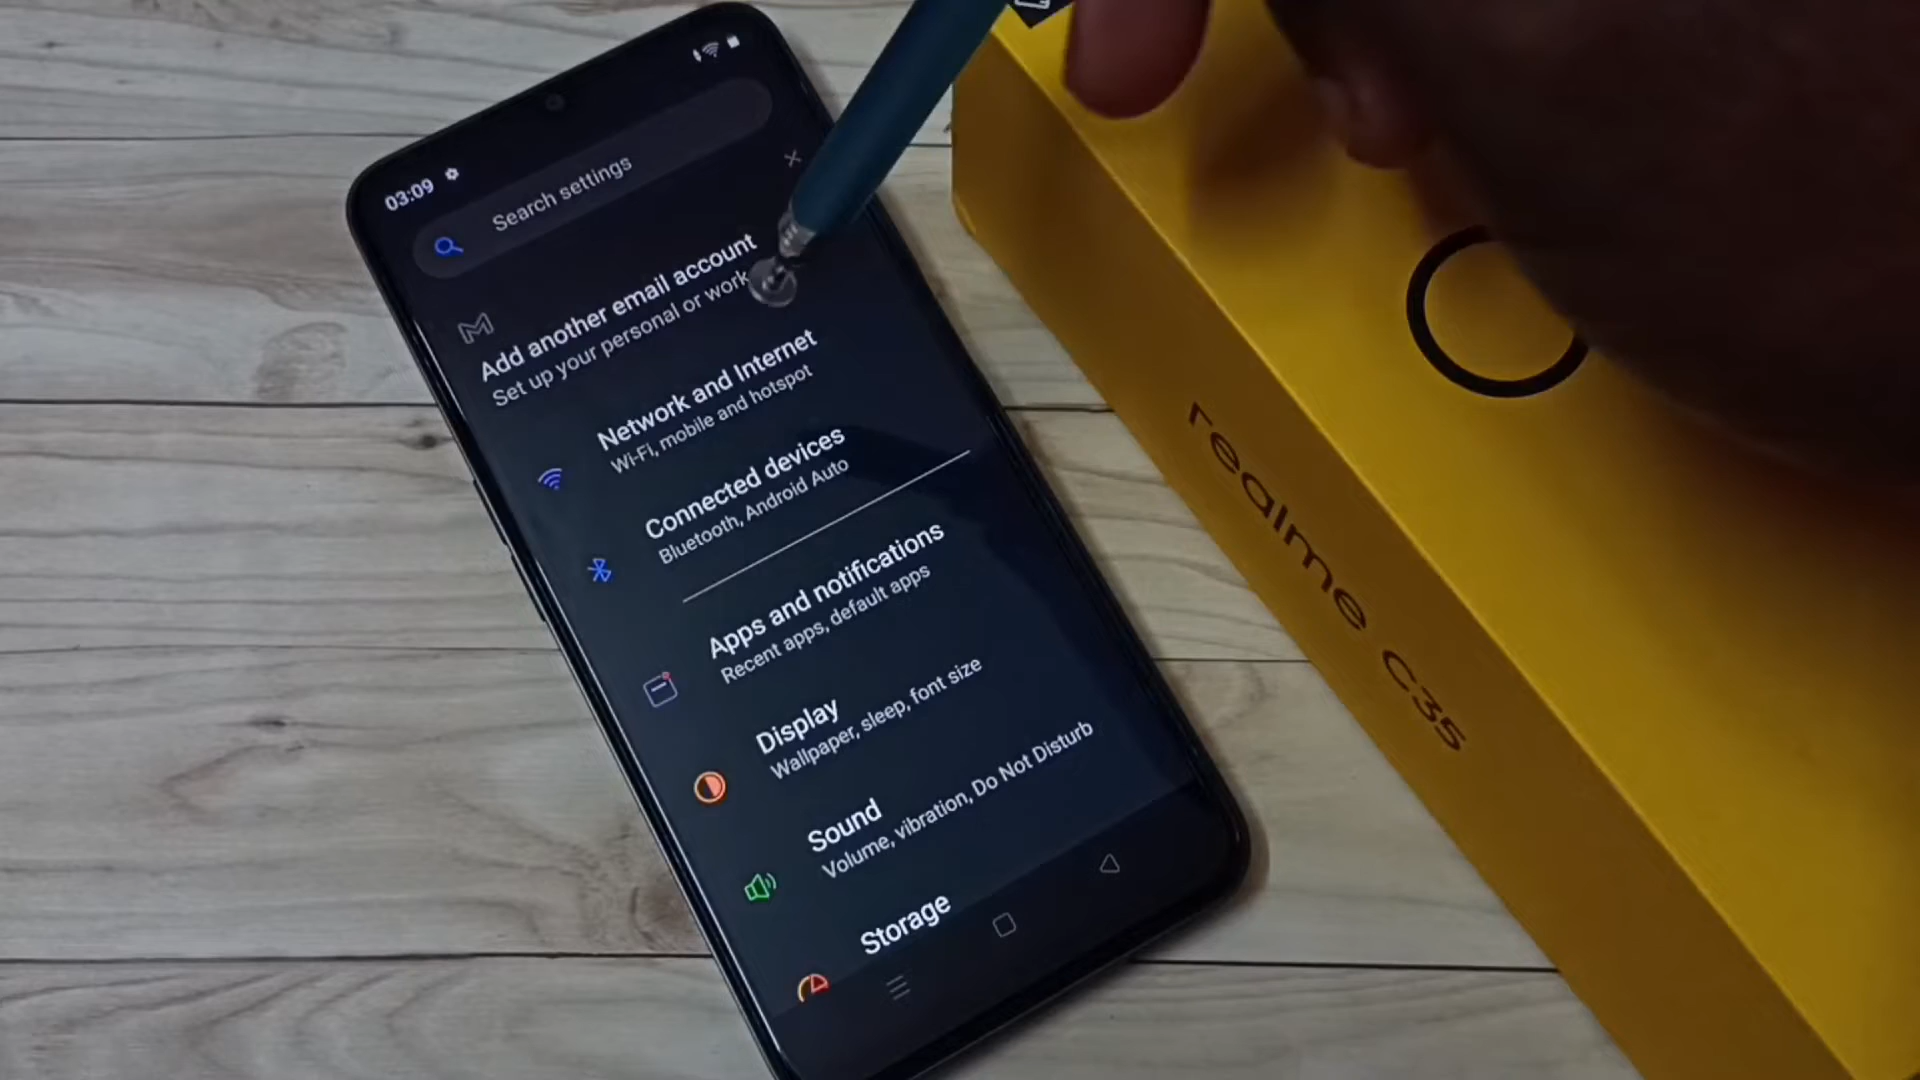 03:09
Search settings
Add another email account
Set up your personal or work
Network and Internet
Wi-Fi, mobile and hotspot
Connected devices
Bluetooth, Android Auto
Apps and notifications
Recent apps, default apps
Display
Wallpaper, sleep, font size
Sound
Volume, vibration, Do Not Disturb
Storage
realme C35